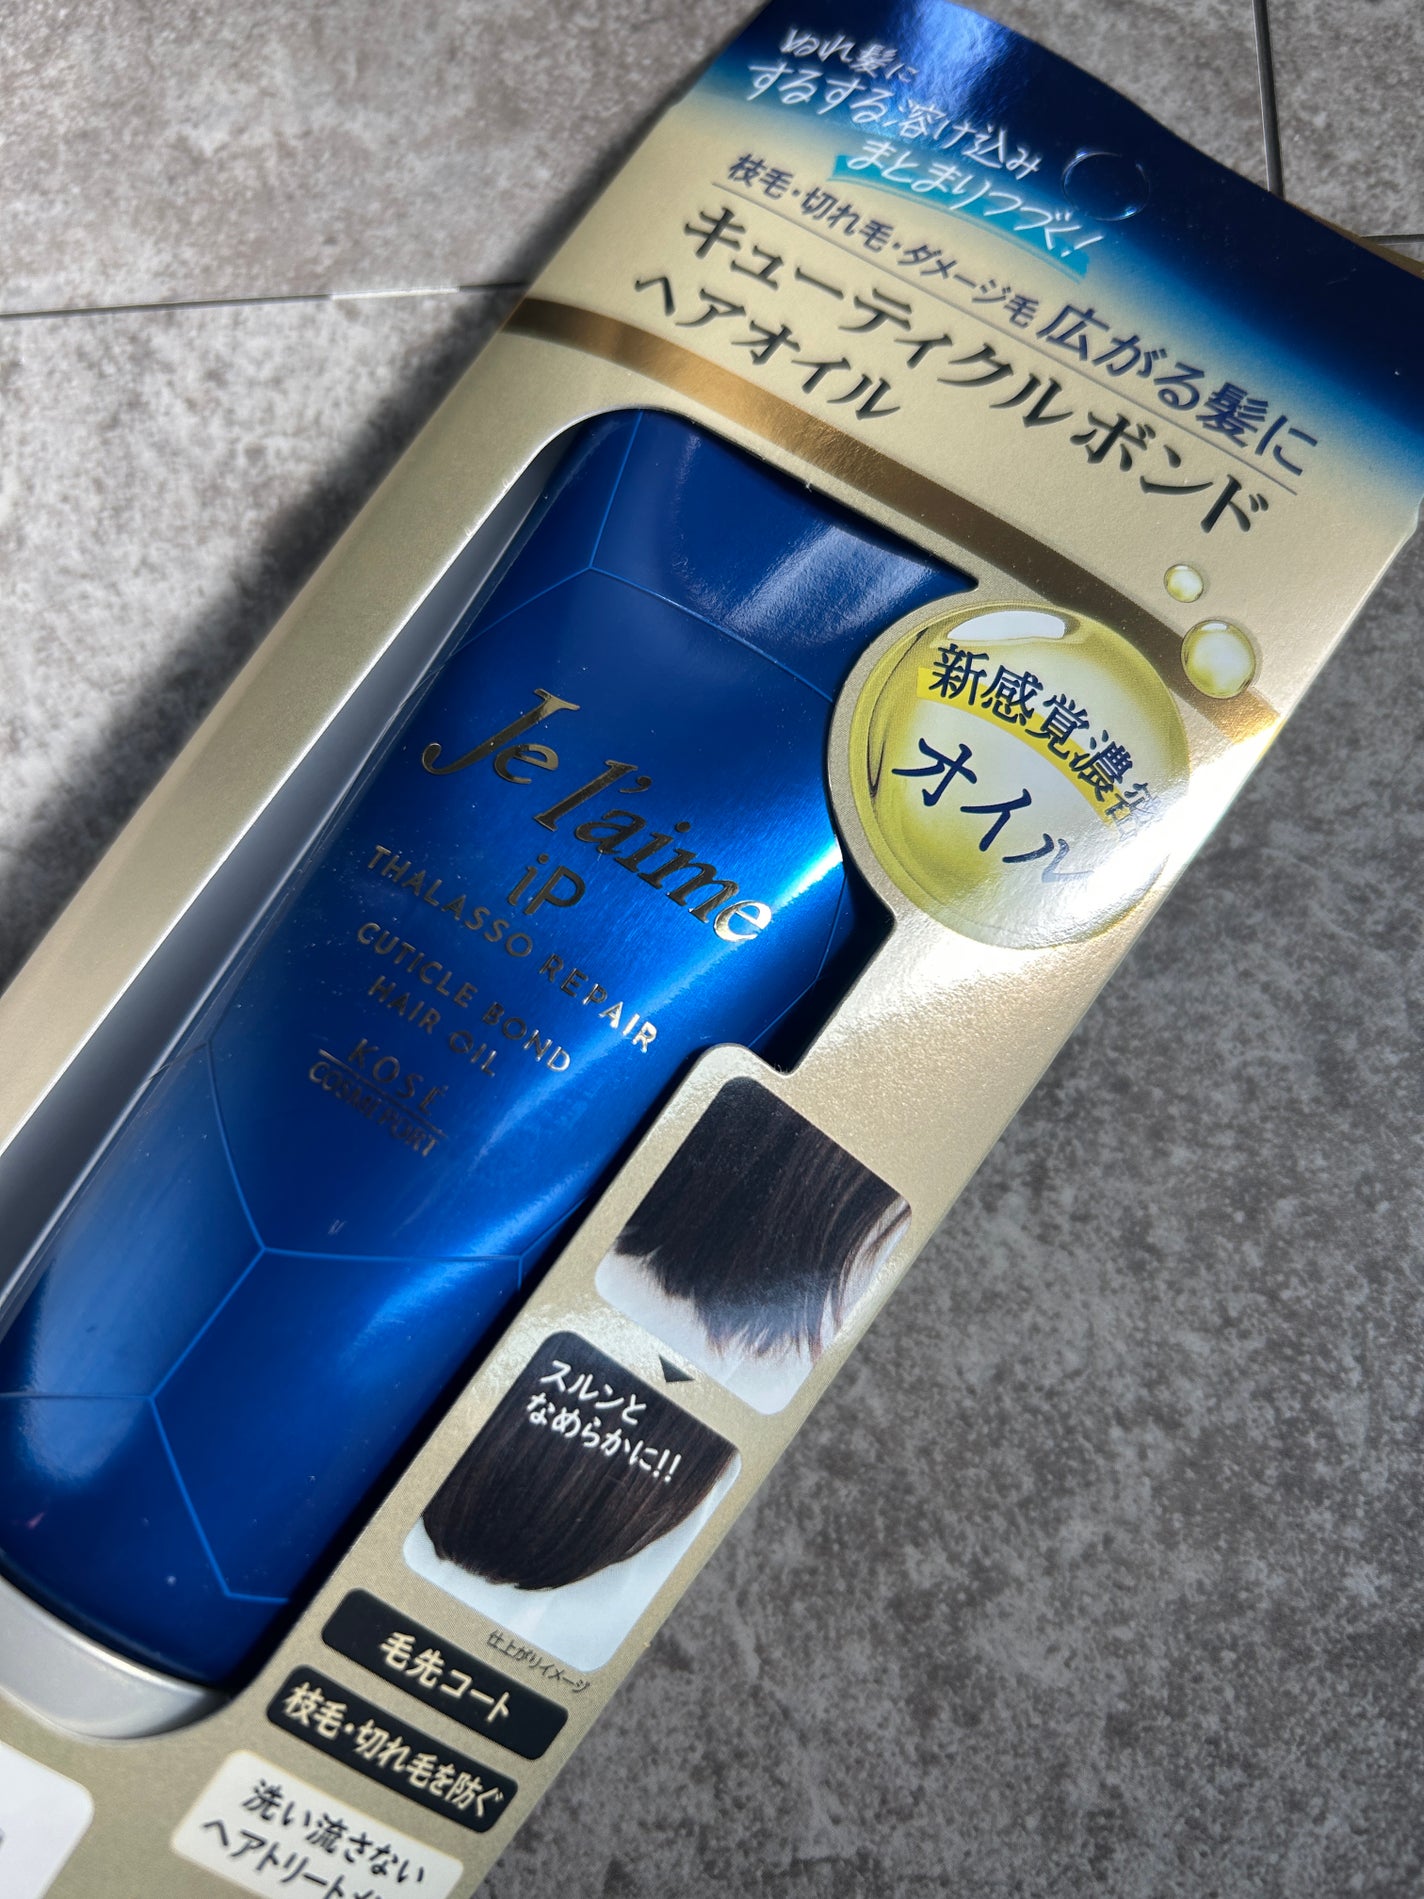 ぬれ髪に
するする溶け込み
まとまりつづく!
枝毛・切れ毛・ダメージ毛 広がる髪に
キューティクルボンド
ヘアオイル
新感覚濃密
オイル
Je l'aime
iP
THALASSO REPAIR
CUTICLE BOND
HAIR OIL
KOSÉ
COSMEPORT
スルンと
なめらかに!!
仕上がりイメージ
毛先コート
枝毛・切れ毛を防ぐ
洗い流さない
ヘアトリートメ